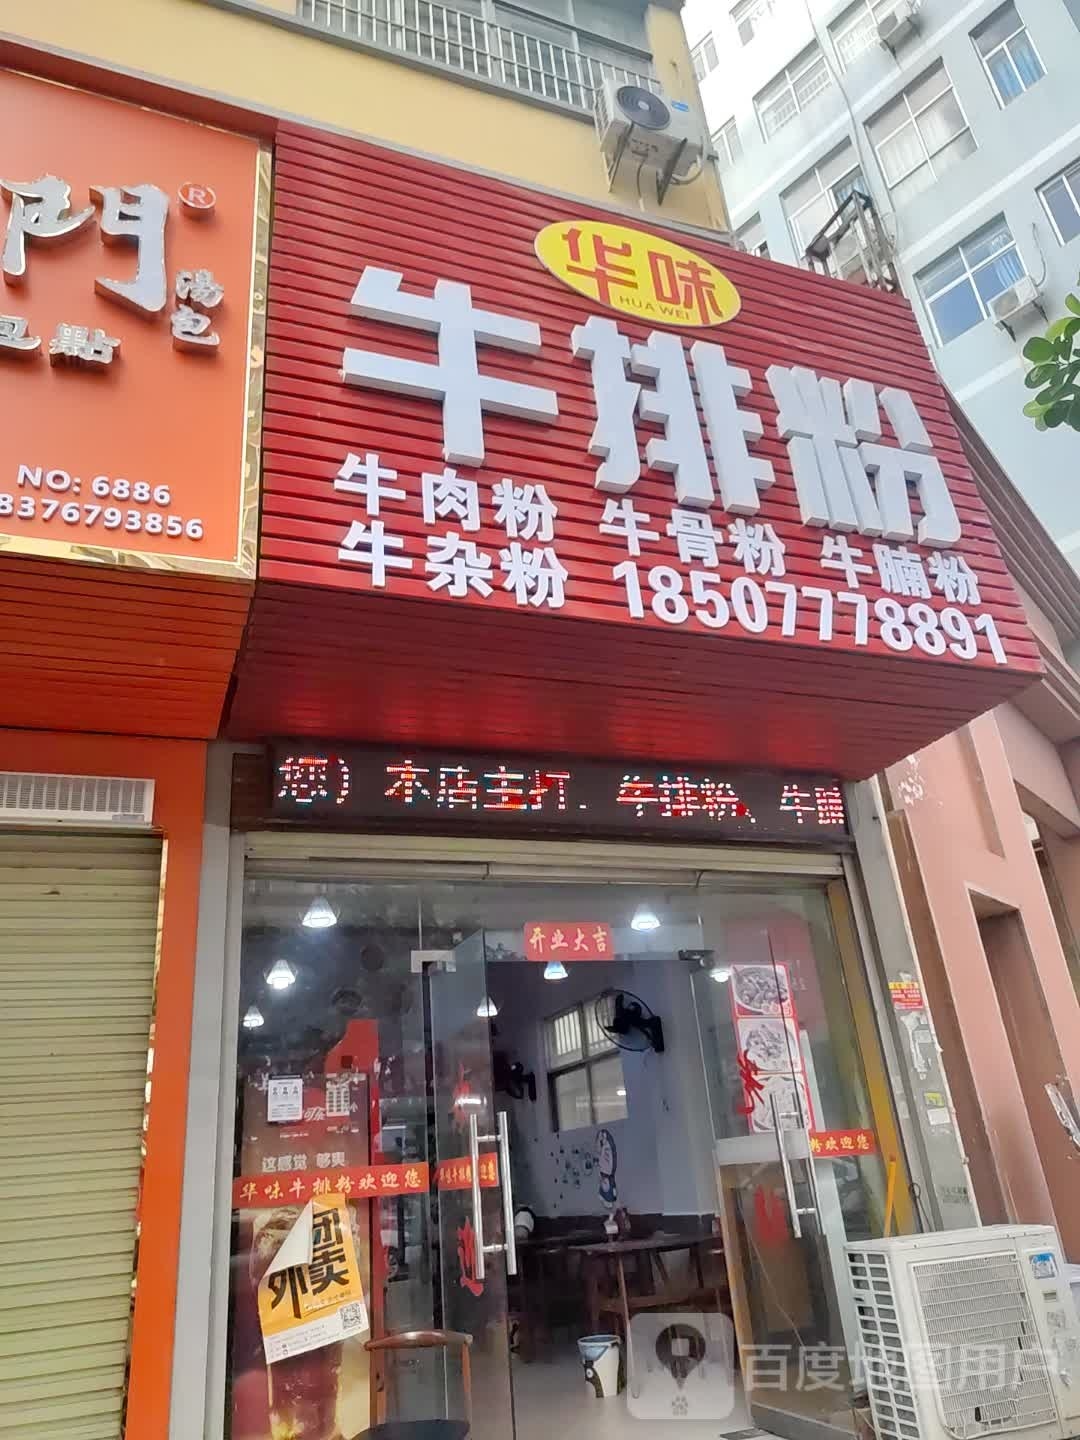 門®
湯包
點
NO: 6886
8376793856
华味
HUA WEI
牛排粉
牛肉粉 牛骨粉 牛腩粉
牛杂粉 18507778891
您) 本店主打、牛排粉、牛腩
开业大吉
这感觉 够爽
华味牛排粉欢迎您
粉欢迎您
团
外卖
百度地图用户